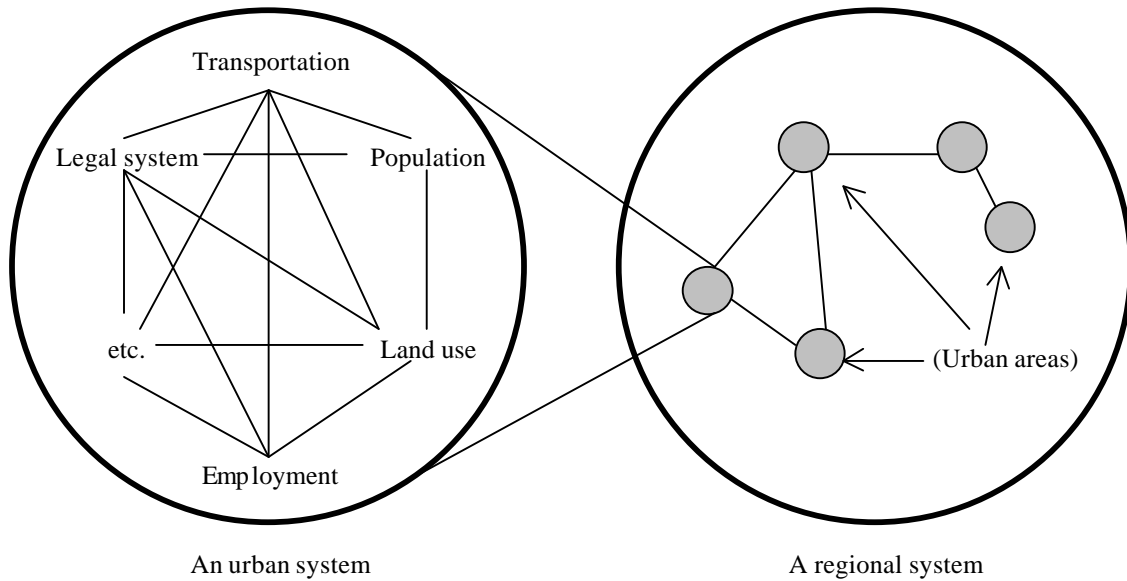 Transportation
Legal system
Population
etc.
Land use
Employment
An urban system
(Urban areas)
A regional system